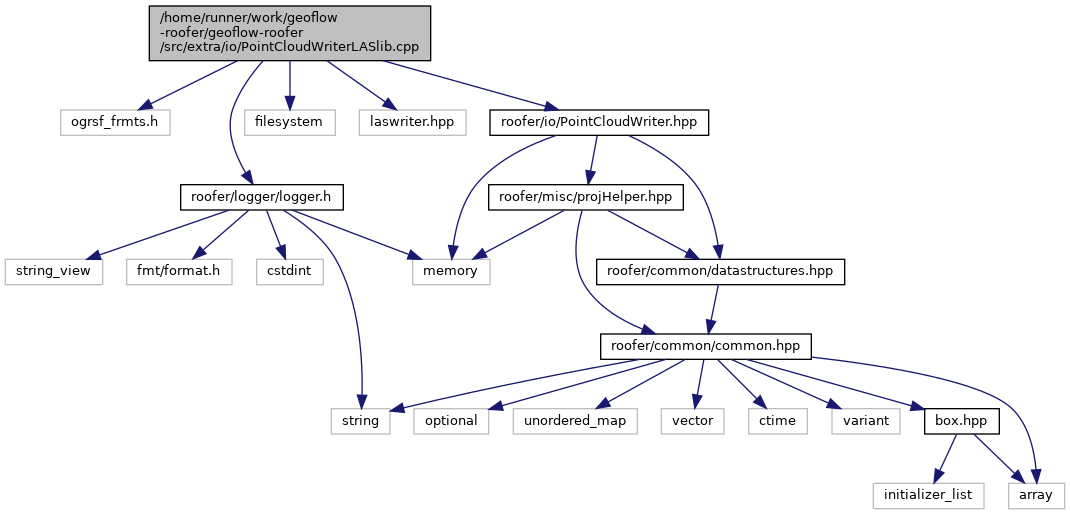 /home/runner/work/geoflow
-roofer/geoflow-roofer
/src/extra/io/PointCloudWriterLASlib.cpp
ogrsf_frmts.h
filesystem
laswriter.hpp
roofer/io/PointCloudWriter.hpp
roofer/logger/logger.h
roofer/misc/projHelper.hpp
string_view
fmt/format.h
cstdint
memory
roofer/common/datastructures.hpp
roofer/common/common.hpp
string
optional
unordered_map
vector
ctime
variant
box.hpp
initializer_list
array